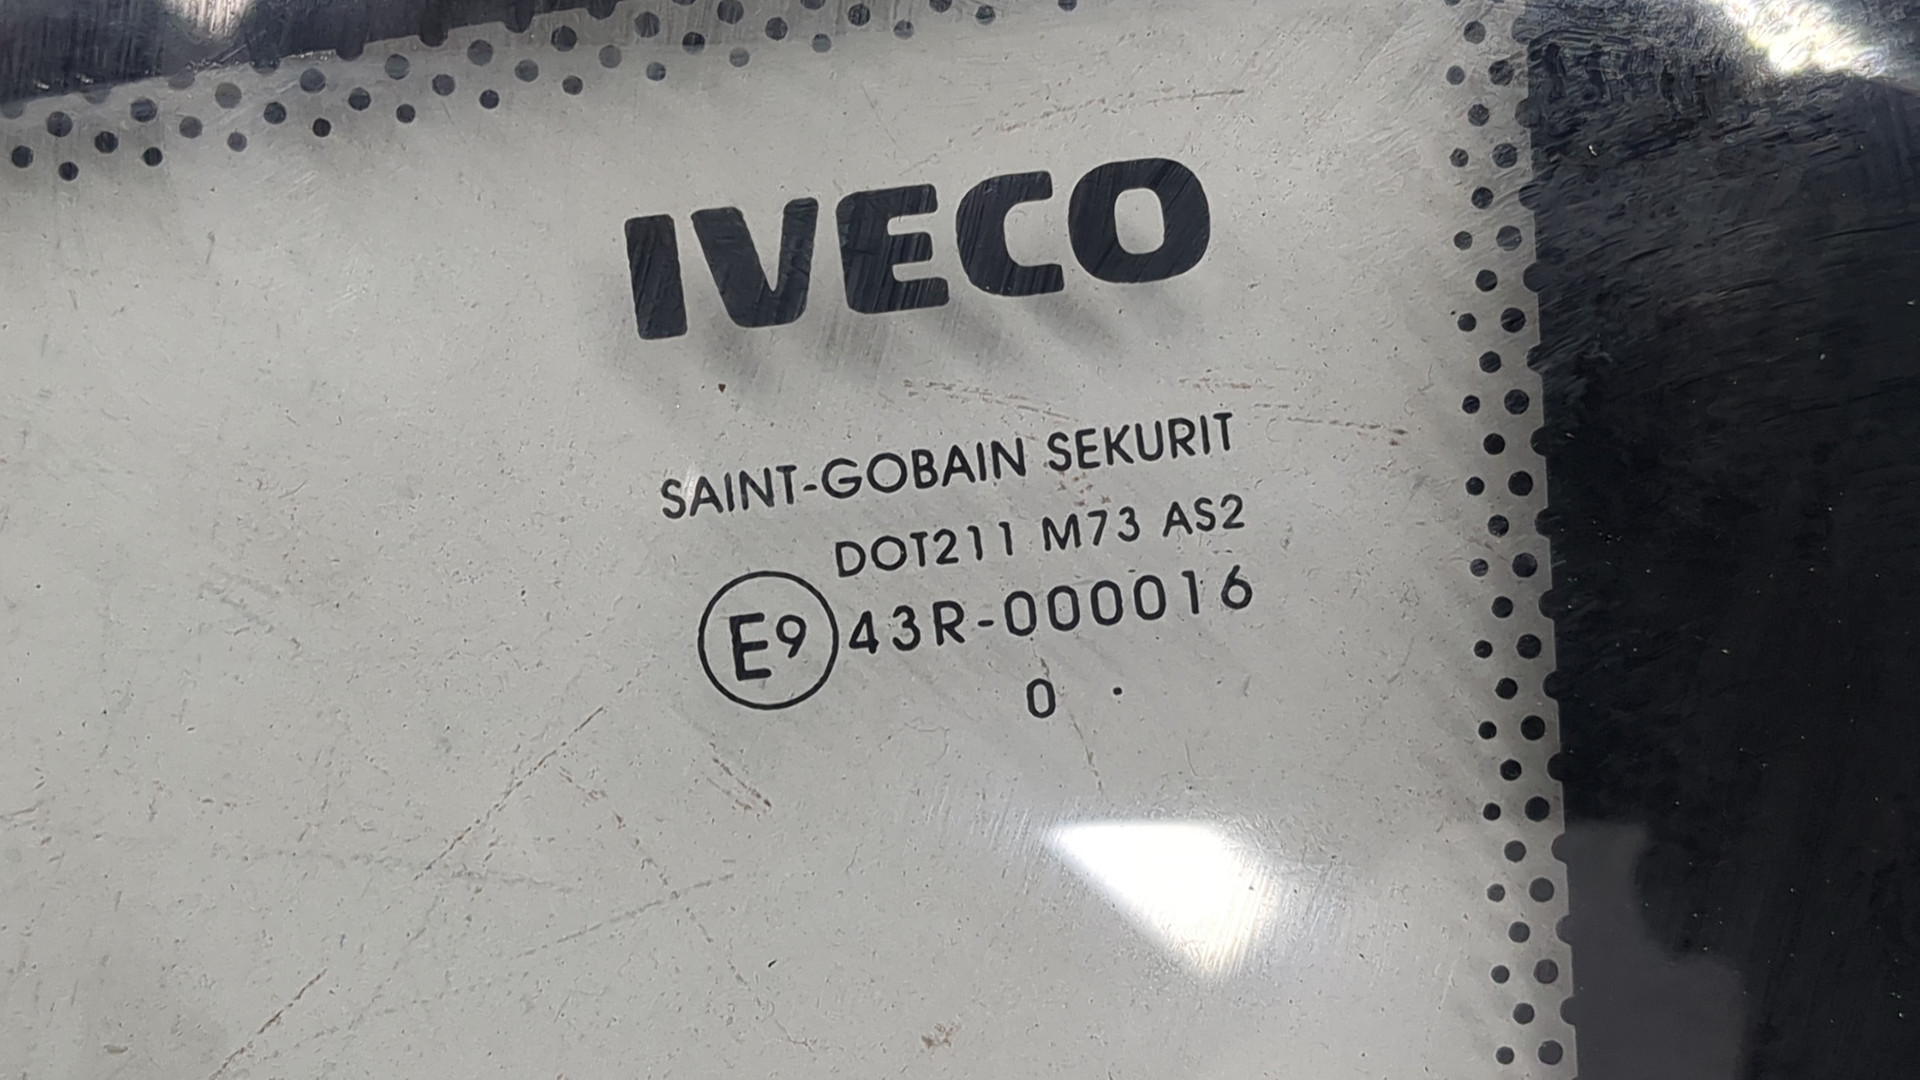 IVECO
SAINT-GOBAIN SEKURIT
DOT211 M73 AS2
E9 43R-000016
0 .